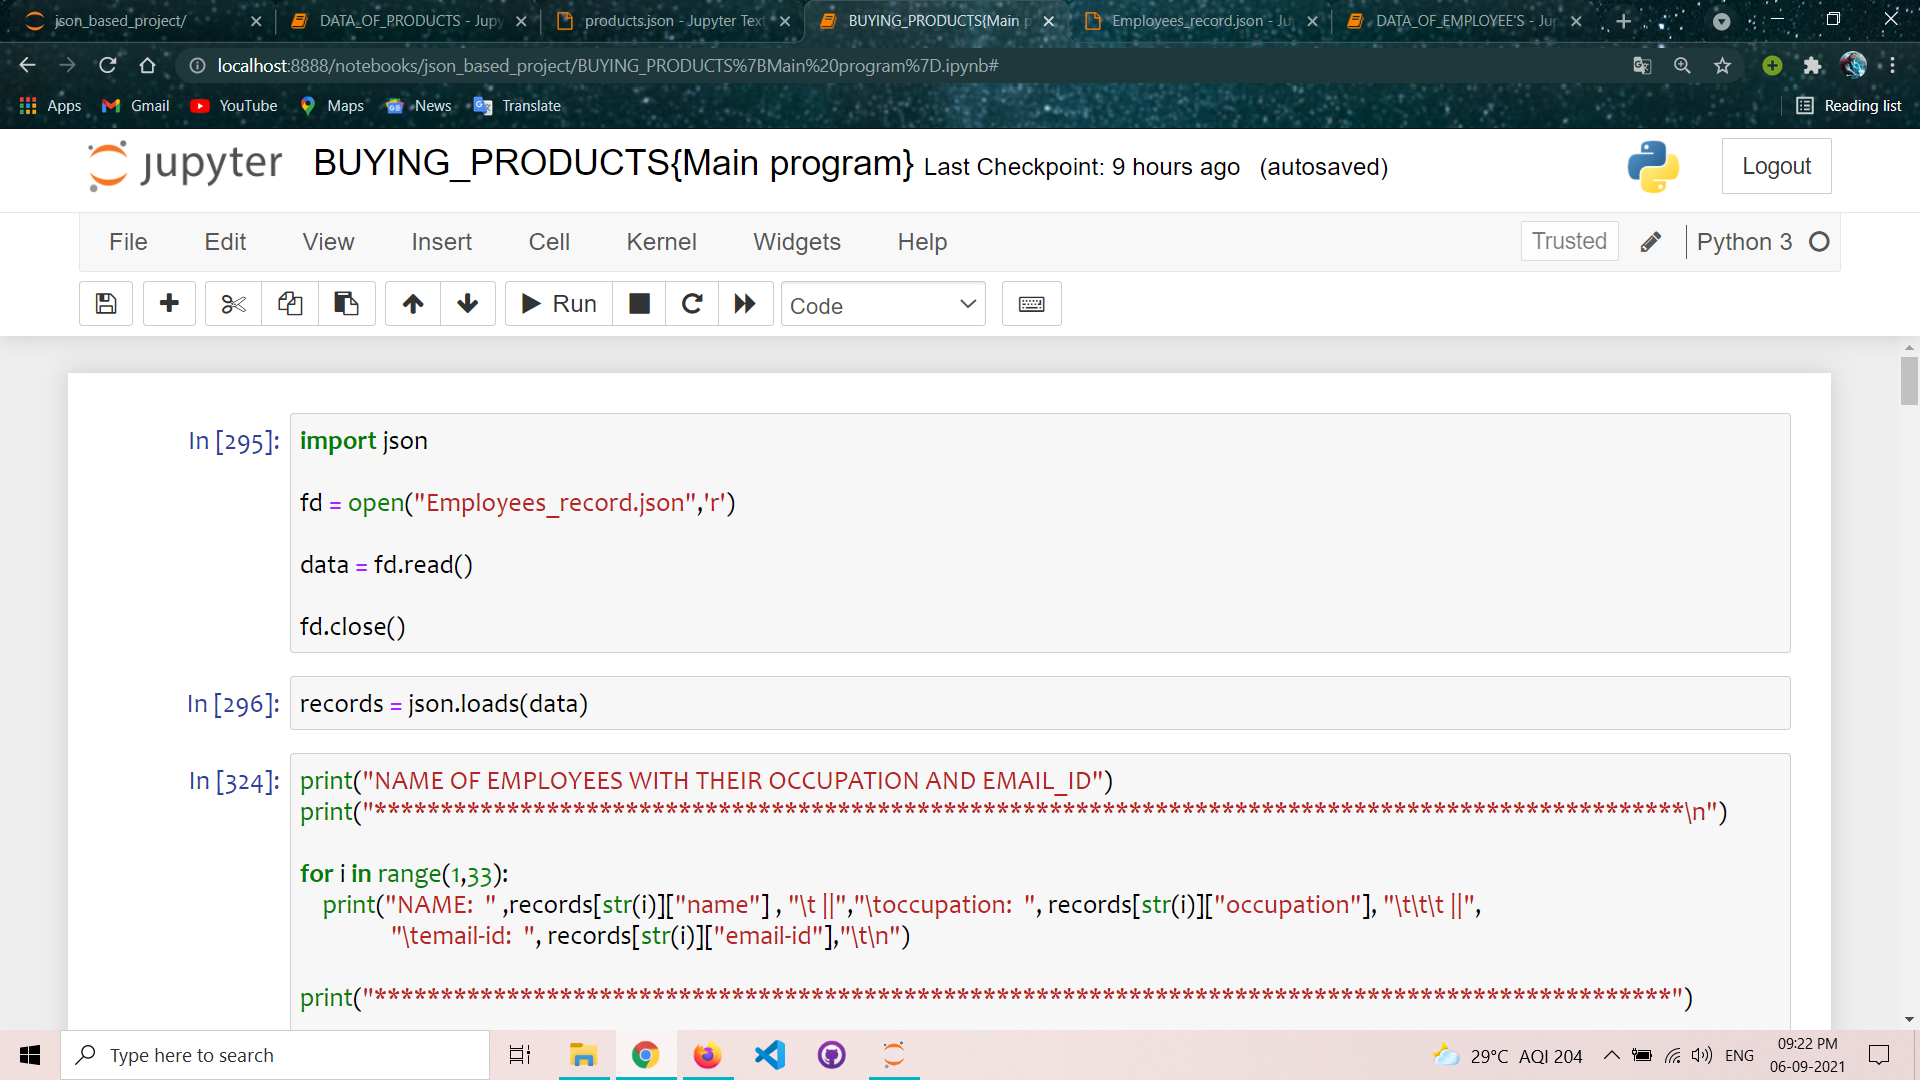 json_based_project/
DATA_OF_PRODUCTS - Jupy
products.json - Jupyter Text
BUYING_PRODUCTS{Main p
Employees_record.json - Ju
DATA_OF_EMPLOYEE'S - Jup
localhost:8888/notebooks/json_based_project/BUYING_PRODUCTS%7BMain%20program%7D.ipynb#
Apps
Gmail
YouTube
Maps
News
Translate
Reading list
jupyter
BUYING_PRODUCTS{Main program} Last Checkpoint: 9 hours ago (autosaved)
Logout
File
Edit
View
Insert
Cell
Kernel
Widgets
Help
Trusted
Python 3
Run
Code
In [295]:
import json
fd = open("Employees_record.json",'r')
data = fd.read()
fd.close()
In [296]:
records = json.loads(data)
In [324]:
print("NAME OF EMPLOYEES WITH THEIR OCCUPATION AND EMAIL_ID")
print("****************************************************************************************************\n")
for i in range(1,33):
print("NAME: " ,records[str(i)]["name"] , "\t ||","\toccupation: ", records[str(i)]["occupation"], "\t\t\t ||",
"\temail-id: ", records[str(i)]["email-id"],"\t\n")
print("***************************************************************************************************")
Type here to search
29°C AQI 204
ENG
09:22 PM
06-09-2021